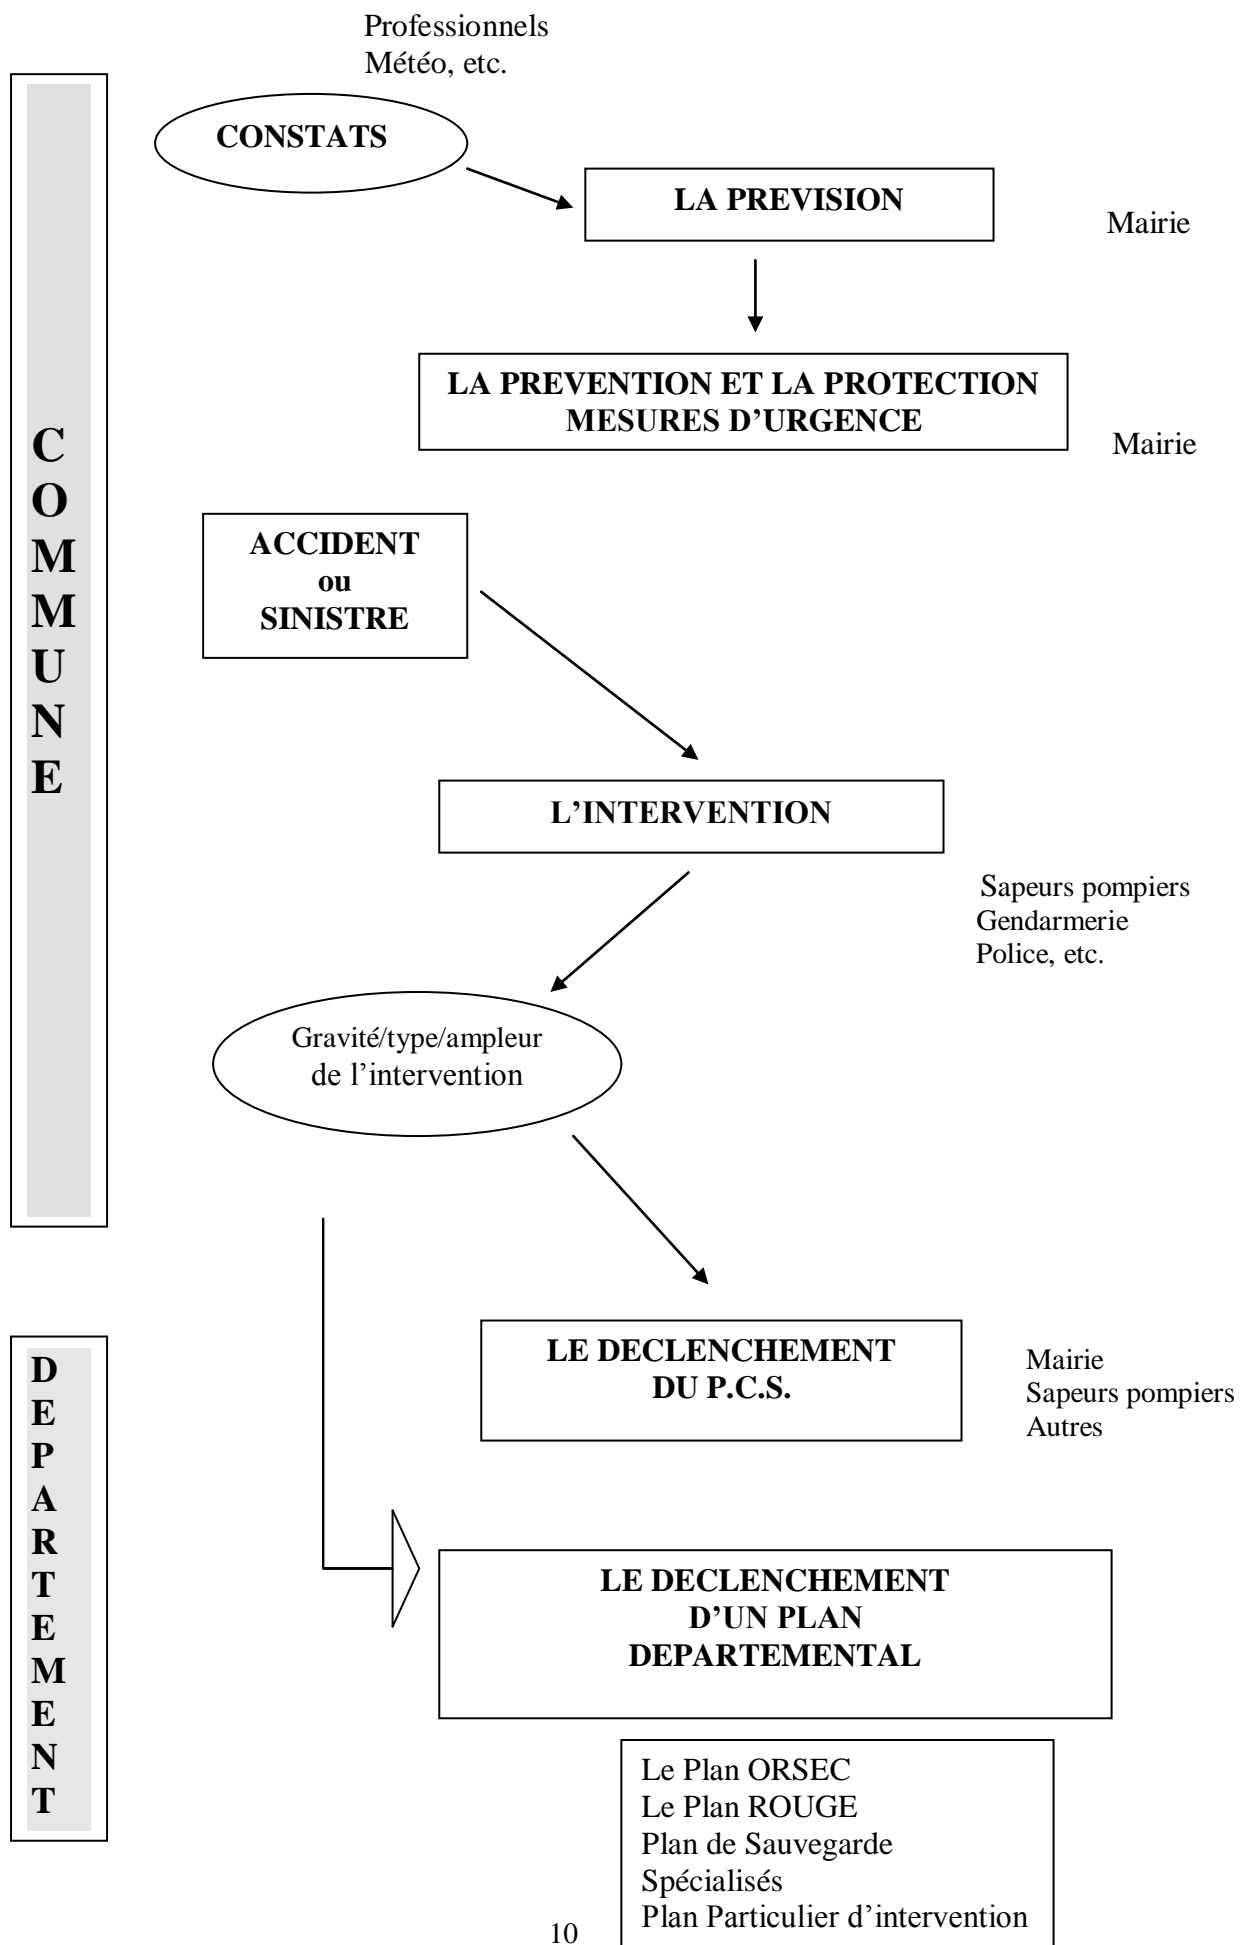 Professionnels
Météo, etc.
CONSTATS
LA PREVISION
Mairie
LA PREVENTION ET LA PROTECTION
MESURES D’URGENCE
Mairie
COMMUNE
ACCIDENT
ou
SINISTRE
L’INTERVENTION
Sapeurs pompiers
Gendarmerie
Police, etc.
Gravité/type/ampleur
de l’intervention
LE DECLENCHEMENT
DU P.C.S.
Mairie
Sapeurs pompiers
Autres
DEPARTEMENT
LE DECLENCHEMENT
D’UN PLAN
DEPARTEMENTAL
Le Plan ORSEC
Le Plan ROUGE
Plan de Sauvegarde
Spécialisés
Plan Particulier d’intervention
10